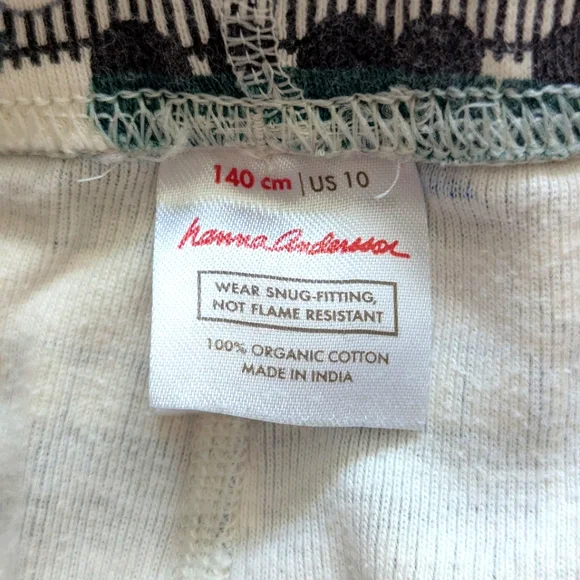 140 cm | US 10
hanna andersson
WEAR SNUG-FITTING,
NOT FLAME RESISTANT
100% ORGANIC COTTON
MADE IN INDIA